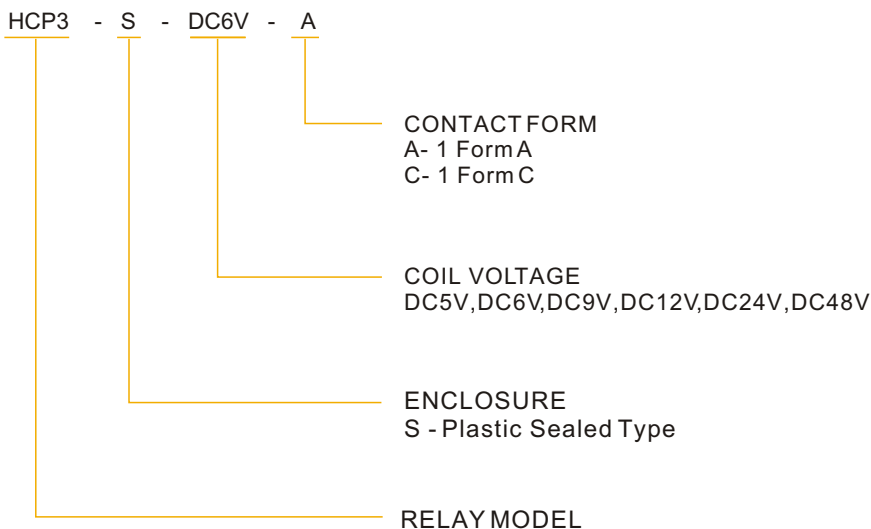 HCP3 - S - DC6V - A
CONTACT FORM
A- 1 Form A
C- 1 Form C
COIL VOLTAGE
DC5V,DC6V,DC9V,DC12V,DC24V,DC48V
ENCLOSURE
S - Plastic Sealed Type
RELAY MODEL